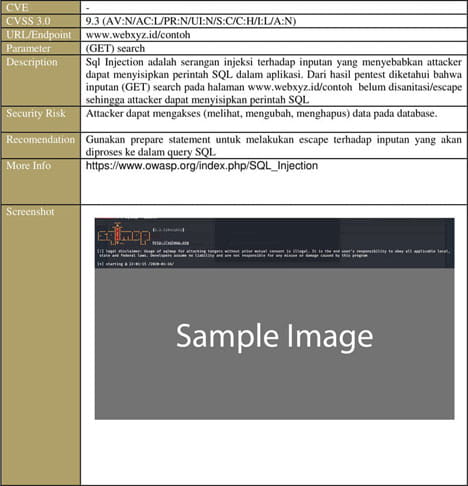 CVE -
CVSS 3.0 9.3 (AV:N/AC:L/PR:N/UI:N/S:C/C:H/I:L/A:N)
URL/Endpoint www.webxyz.id/contoh
Parameter (GET) search
Description Sql Injection adalah serangan injeksi terhadap inputan yang menyebabkan attacker
dapat menyisipkan perintah SQL dalam aplikasi. Dari hasil pentest diketahui bahwa
inputan (GET) search pada halaman www.webxyz.id/contoh belum disanitasi/escape
sehingga attacker dapat menyisipkan perintah SQL
Security Risk Attacker dapat mengakses (melihat, mengubah, menghapus) data pada database.
Recomendation Gunakan prepare statement untuk melakukan escape terhadap inputan yang akan
diproses ke dalam query SQL
More Info https://www.owasp.org/index.php/SQL_Injection
Screenshot
http://sqlmap.org
[!] legal disclaimer: Usage of sqlmap for attacking targets without prior mutual consent is illegal. It is the end user's responsibility to obey all applicable local,
state and federal laws. Developers assume no liability and are not responsible for any misuse or damage caused by this program
[*] starting @
Sample Image